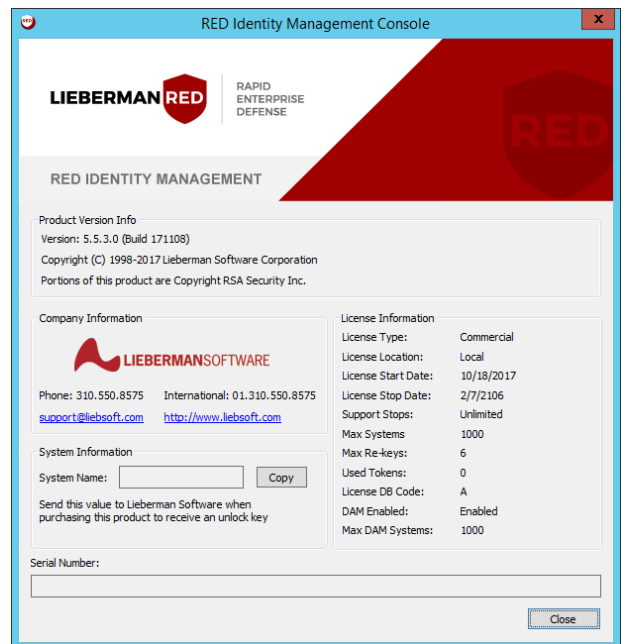 RED
RED Identity Management Console
X
LIEBERMAN RED
RAPID
ENTERPRISE
DEFENSE
RED
RED IDENTITY MANAGEMENT
Product Version Info
Version: 5.5.3.0 (Build 171108)
Copyright (C) 1998-2017 Lieberman Software Corporation
Portions of this product are Copyright RSA Security Inc.
Company Information
LIEBERMANSOFTWARE
Phone: 310.550.8575 International: 01.310.550.8575
support@liebsoft.com http://www.liebsoft.com
System Information
System Name: Copy
Send this value to Lieberman Software when
purchasing this product to receive an unlock key
License Information
License Type: Commercial
License Location: Local
License Start Date: 10/18/2017
License Stop Date: 2/7/2106
Support Stops: Unlimited
Max Systems 1000
Max Re-keys: 6
Used Tokens: 0
License DB Code: A
DAM Enabled: Enabled
Max DAM Systems: 1000
Serial Number:
Close